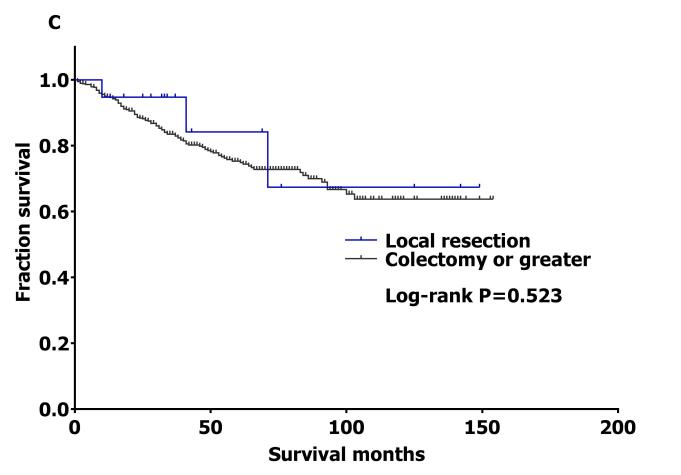 C
Fraction survival
1.0
0.8
0.6
0.4
0.2
0.0
Local resection
Colectomy or greater
Log-rank P=0.523
0 50 100 150 200
Survival months